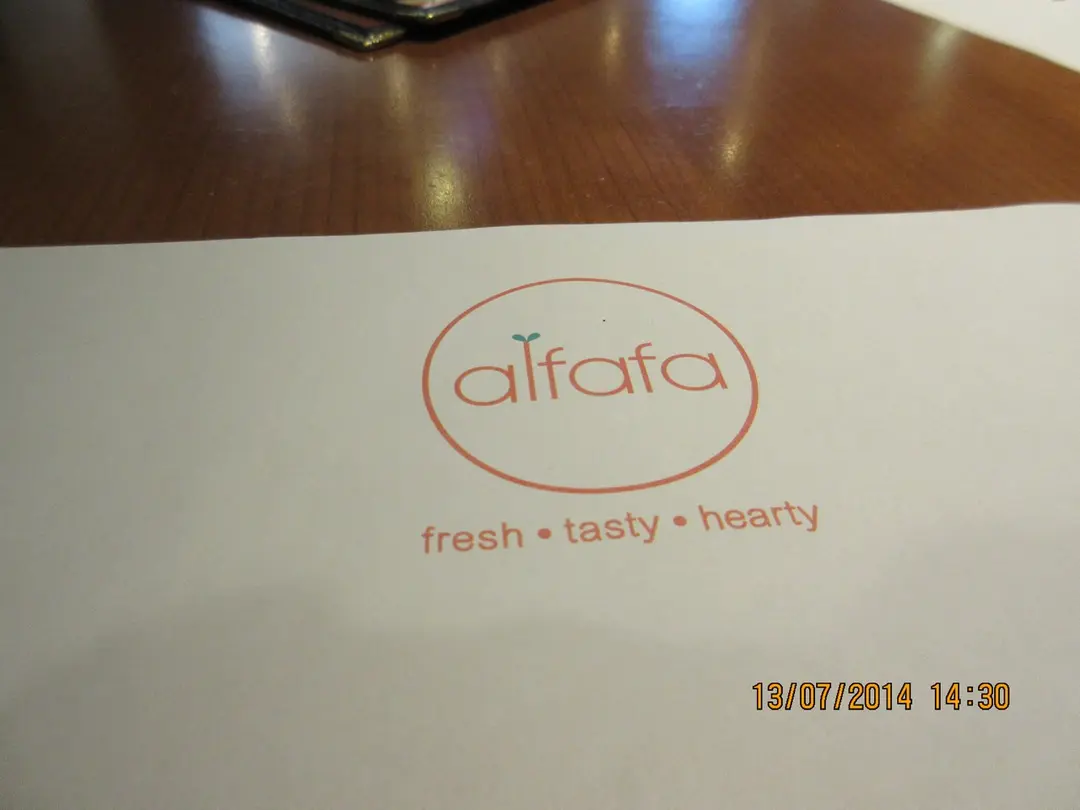 alfafa
fresh • tasty • hearty
13/07/2014 14:30